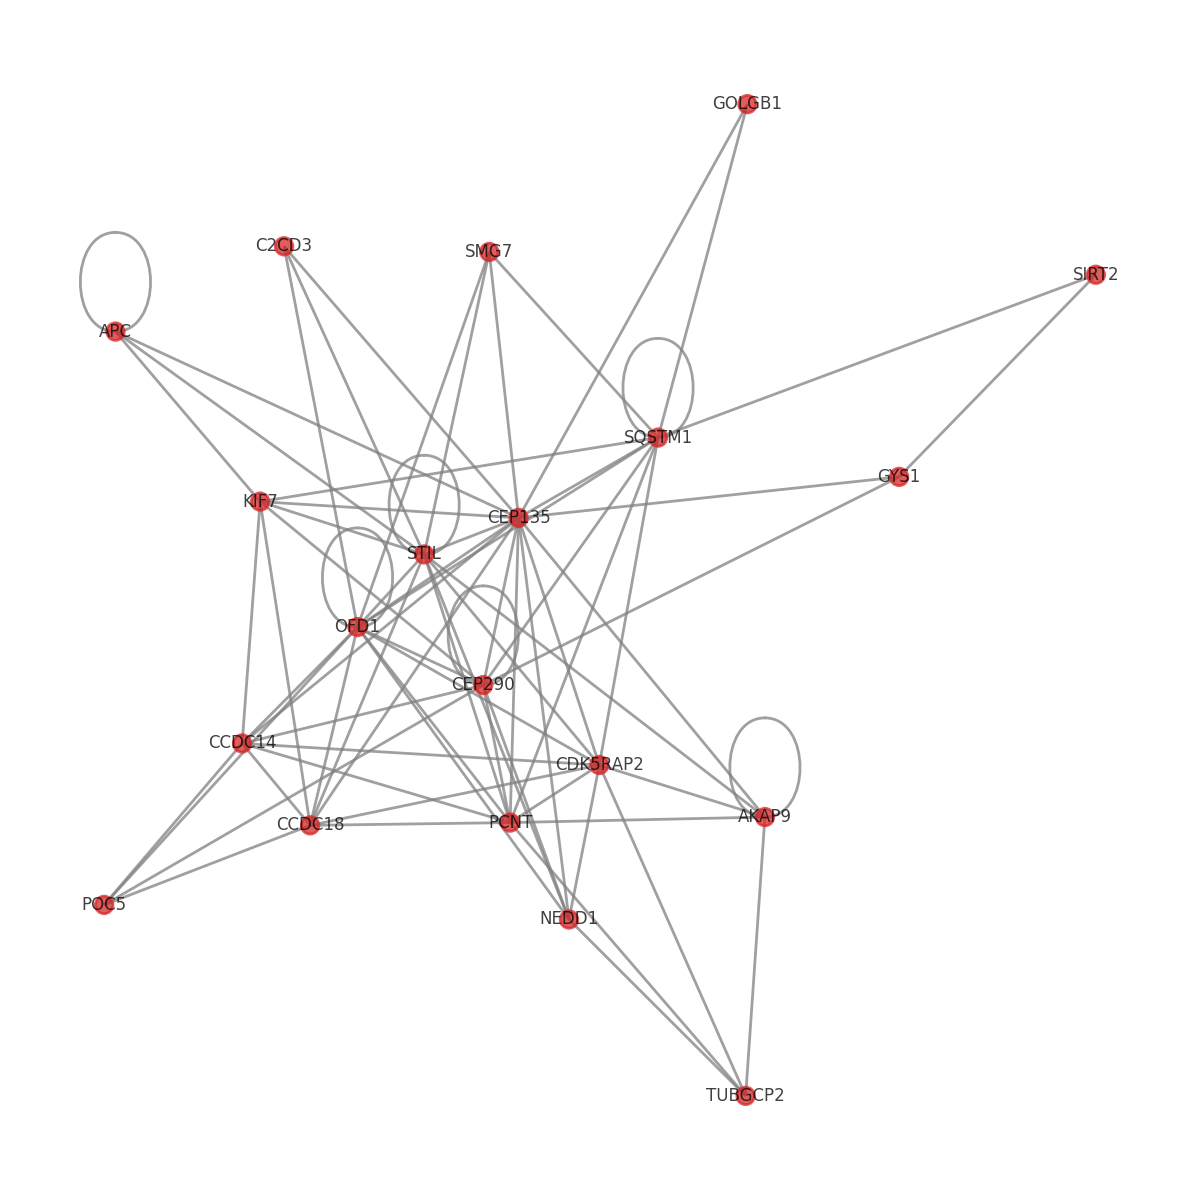 GOLGB1
C2CD3
SMG7
SIRT2
APC
SQSTM1
GYS1
KIF7
CEP135
STIL
OFD1
CEP290
CCDC14
CDK5RAP2
AKAP9
PCNT
CCDC18
POC5
NEDD1
TUBGCP2